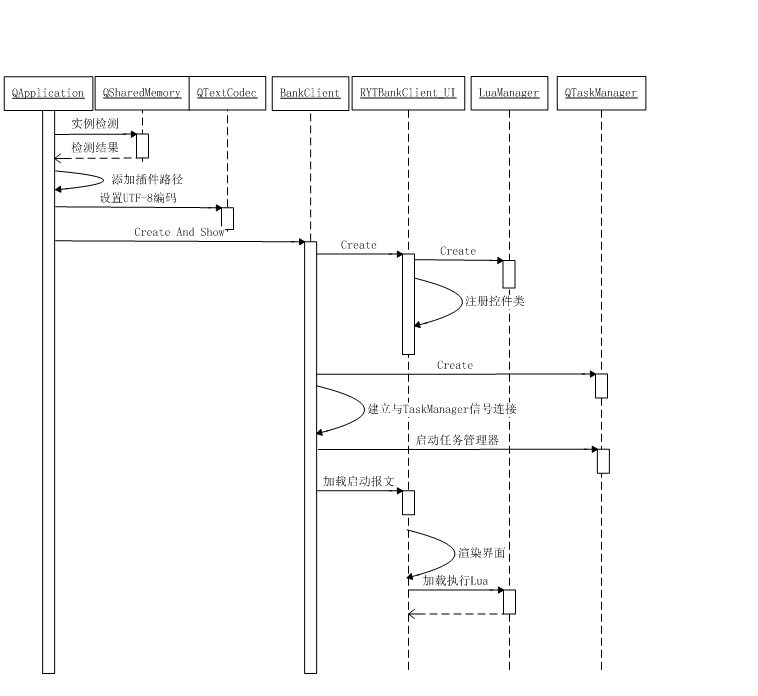 QApplication
QSharedMemory
QTextCodec
BankClient
RYTBankClient_UI
LuaManager
QTaskManager
实例检测
检测结果
添加插件路径
设置UTF-8编码
Create And Show
Create
Create
注册控件类
Create
建立与TaskManager信号连接
启动任务管理器
加载启动报文
渲染界面
加载执行Lua